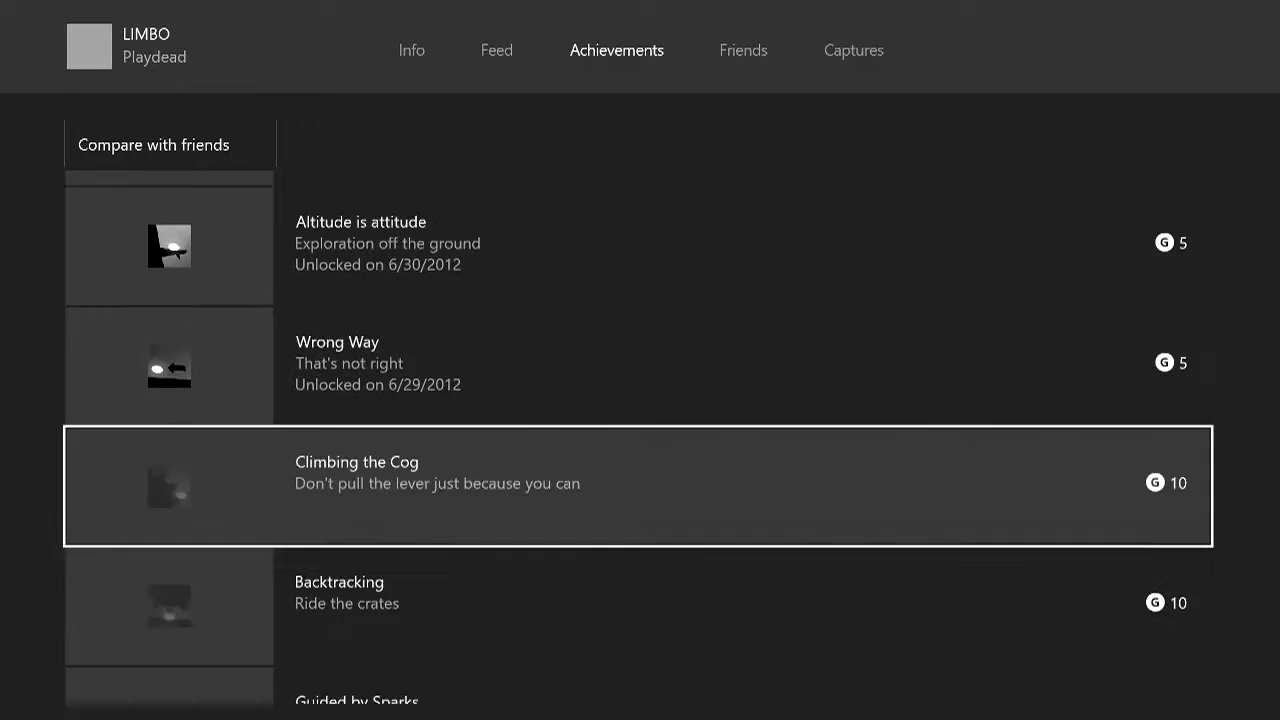 LIMBO
Playdead
Info
Feed
Achievements
Friends
Captures
Compare with friends
Altitude is attitude
Exploration off the ground
Unlocked on 6/30/2012
G 5
Wrong Way
That's not right
Unlocked on 6/29/2012
G 5
Climbing the Cog
Don't pull the lever just because you can
G 10
Backtracking
Ride the crates
G 10
Guided by Sparks